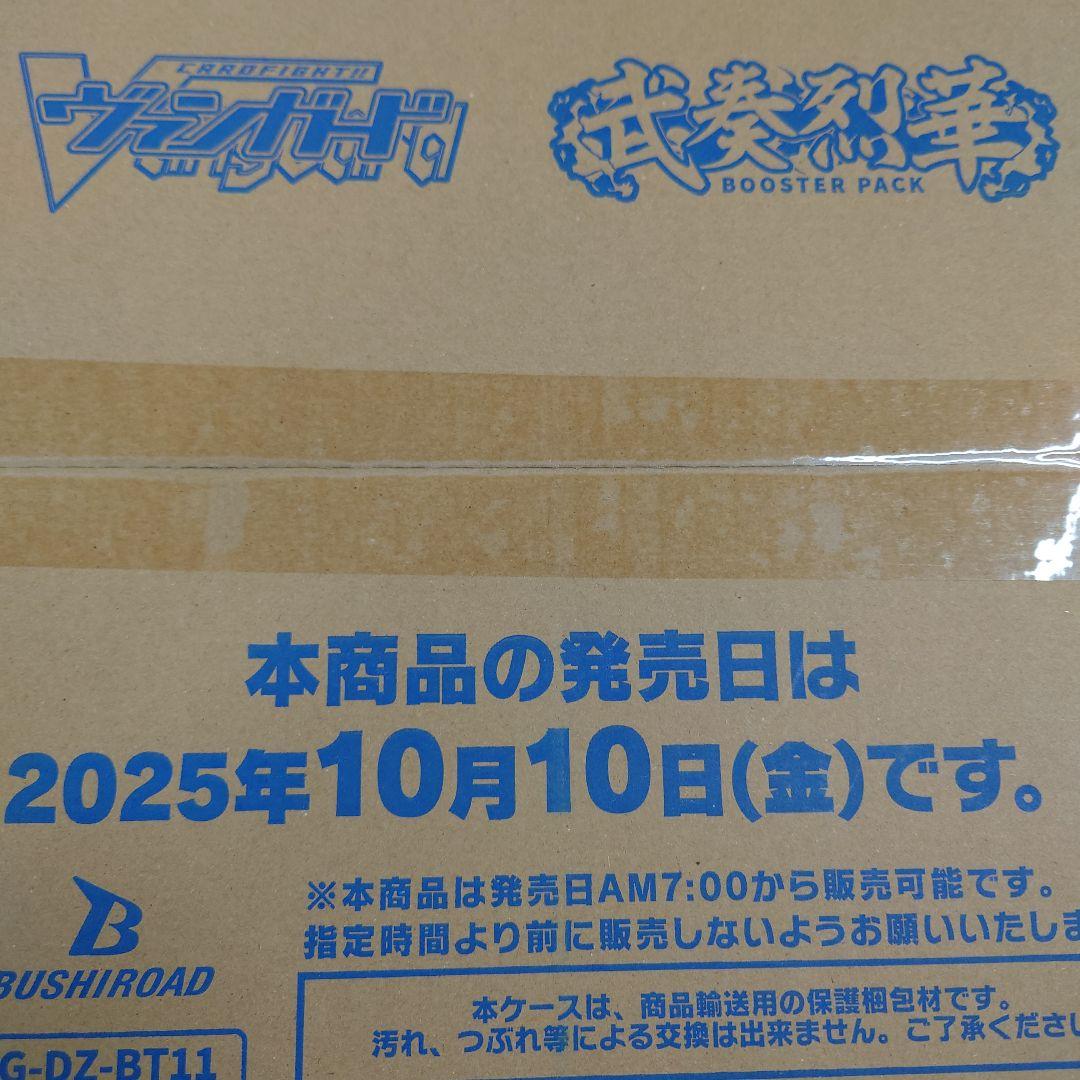 CARDFIGHT!!
ヴァンガード
Vanguard
武奏烈華
BOOSTER PACK
本商品の発売日は
2025年10月10日(金)です。
※本商品は発売日AM7:00から販売可能です。
指定時間より前に販売しないようお願いいたしま
BUSHIROAD
本ケースは、商品輸送用の保護梱包材です。
汚れ、つぶれ等による交換は出来ません。ご了承ください
G-DZ-BT11